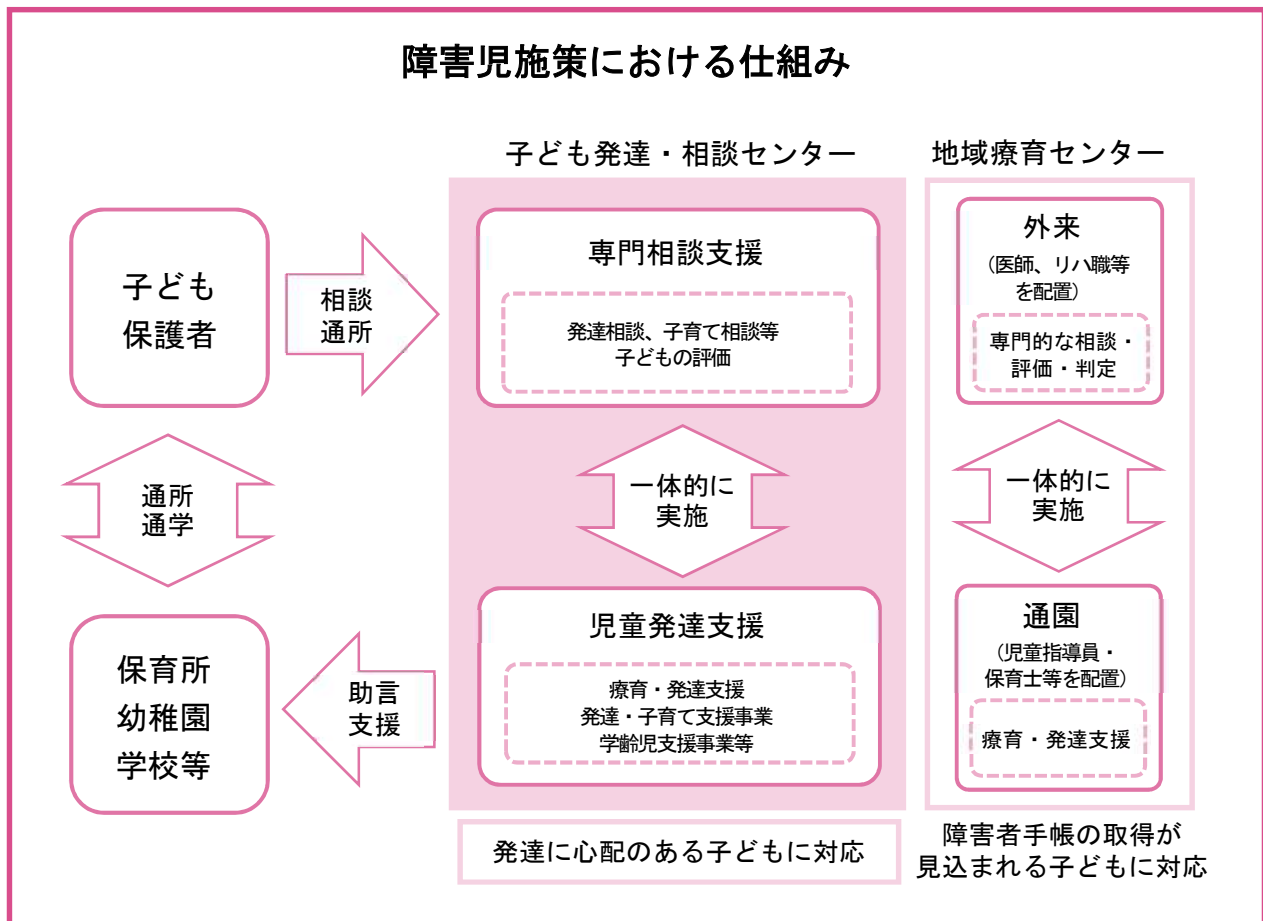 障害児施策における仕組み
子ども発達・相談センター
地域療育センター
子ども
保護者
相談
通所
専門相談支援
発達相談、子育て相談等
子どもの評価
外来
(医師、リハ職等
を配置)
専門的な相談・
評価・判定
通所
通学
一体的に
実施
一体的に
実施
保育所
幼稚園
学校等
助言
支援
児童発達支援
療育・発達支援
発達・子育て支援事業
学齢児支援事業等
通園
(児童指導員・
保育士等を配置)
療育・発達支援
発達に心配のある子どもに対応
障害者手帳の取得が
見込まれる子どもに対応